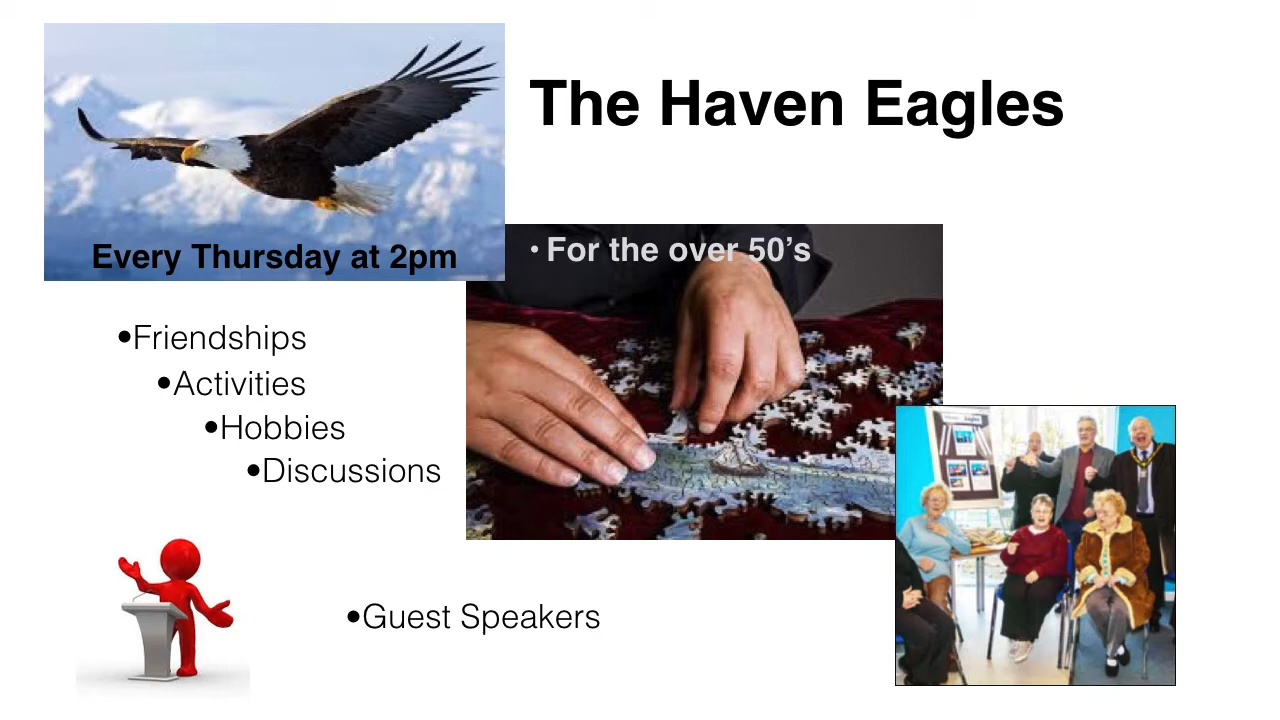 The Haven Eagles
Every Thursday at 2pm
• For the over 50’s
•Friendships
•Activities
•Hobbies
•Discussions
•Guest Speakers